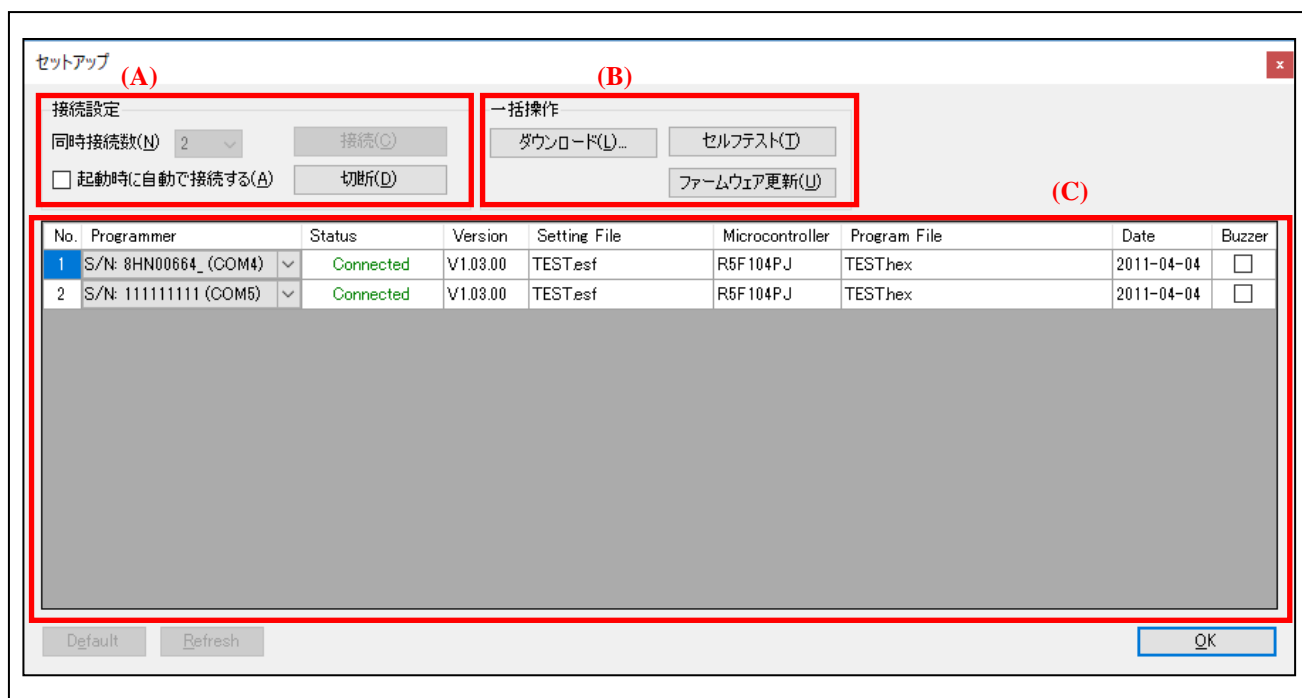 セットアップ
x
(A)
(B)
接続設定
一括操作
同時接続数(N) 2 接続(C)
ダウンロード(L)... セルフテスト(T)
起動時に自動で接続する(A) 切断(D)
ファームウェア更新(U)
(C)
No. Programmer Status Version Setting File Microcontroller Program File Date Buzzer
1 S/N: 8HN00664_ (COM4) Connected V1.03.00 TEST.esf R5F104PJ TEST.hex 2011-04-04
2 S/N: 111111111 (COM5) Connected V1.03.00 TEST.esf R5F104PJ TEST.hex 2011-04-04
Default Refresh OK